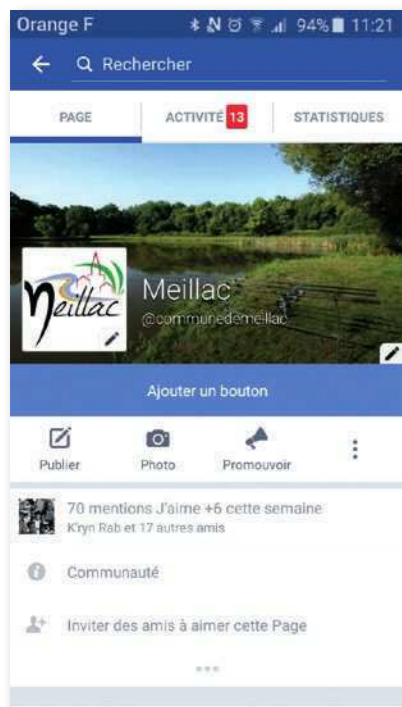 Orange F 94% 11:21
Rechercher
PAGE ACTIVITÉ 13 STATISTIQUES
Meillac
Meillac
@communedemeillac
Ajouter un bouton
Publier Photo Promouvoir
70 mentions J'aime +6 cette semaine
K'ryn Rab et 17 autres amis
Communauté
Inviter des amis à aimer cette Page